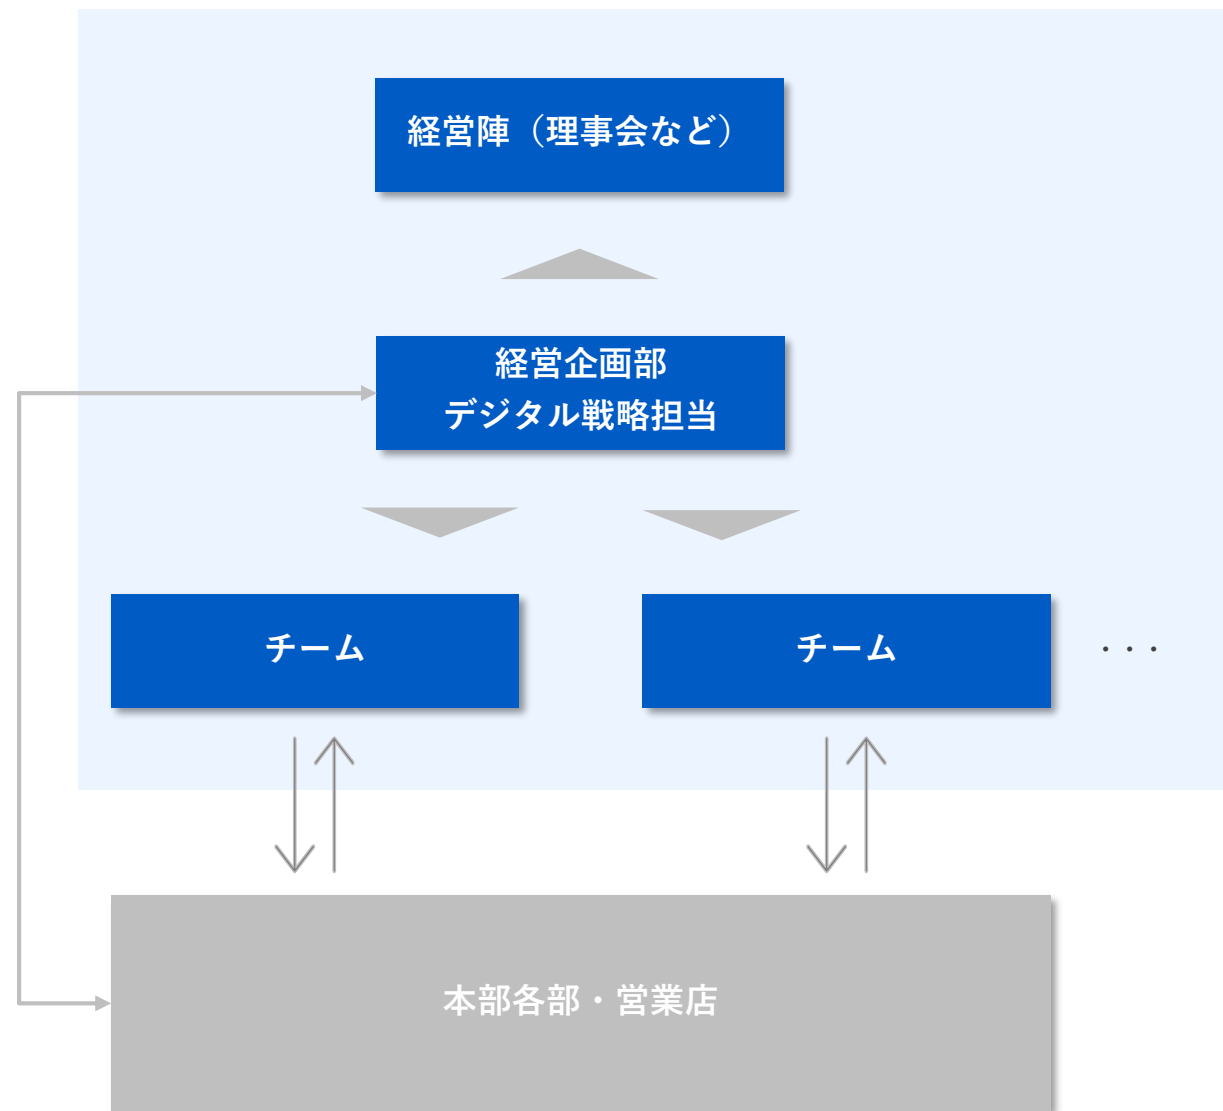 経営陣（理事会など）
経営企画部
デジタル戦略担当
チーム
チーム
・・・
本部各部・営業店